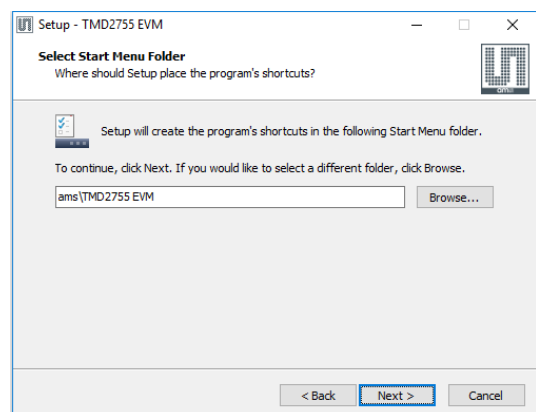 Setup - TMD2755 EVM
Select Start Menu Folder
Where should Setup place the program's shortcuts?
am
Setup will create the program's shortcuts in the following Start Menu folder.
To continue, click Next. If you would like to select a different folder, click Browse.
ams\TMD2755 EVM
Browse...
< Back
Next >
Cancel